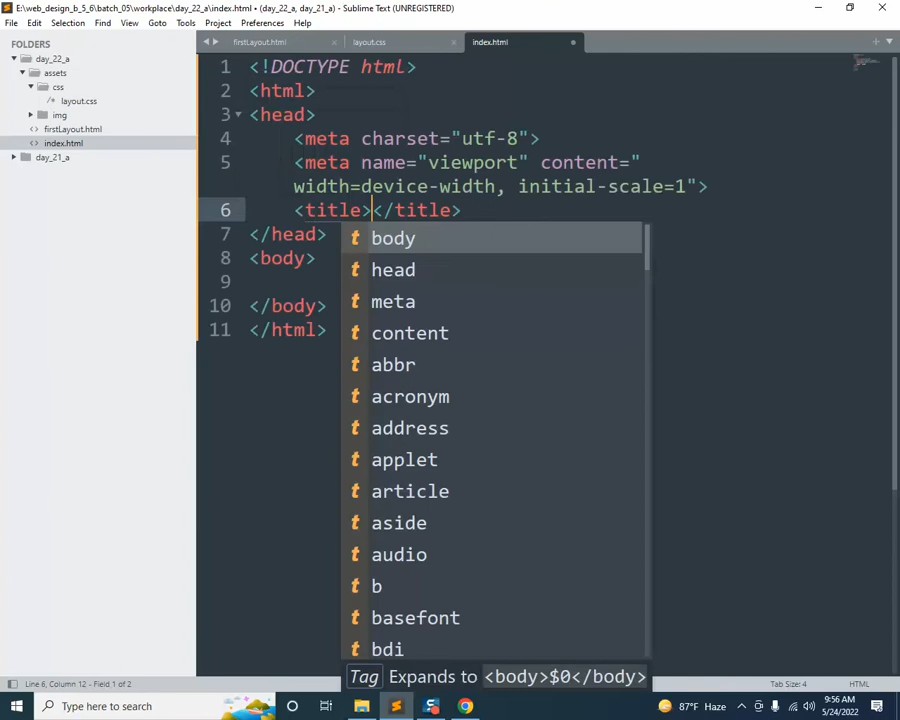 E:\web_design_b_5_6\batch_05\workplace\day_22_a\index.html • (day_22_a, day_21_a) - Sublime Text (UNREGISTERED)
File Edit Selection Find View Goto Tools Project Preferences Help
FOLDERS
day_22_a
assets
css
layout.css
img
firstLayout.html
index.html
day_21_a
firstLayout.html
layout.css
index.html
1 <!DOCTYPE html>
2 <html>
3 <head>
4 <meta charset="utf-8">
5 <meta name="viewport" content="
width=device-width, initial-scale=1">
6 <title></title>
7 </head>
8 <body>
9
10 </body>
11 </html>
t body
t head
t meta
t content
t abbr
t acronym
t address
t applet
t article
t aside
t audio
t b
t basefont
t bdi
Tag Expands to <body>$0</body>
Line 6, Column 12 - Field 1 of 2
Tab Size: 4
HTML
Type here to search
87°F Haze
9:56 AM
5/24/2022